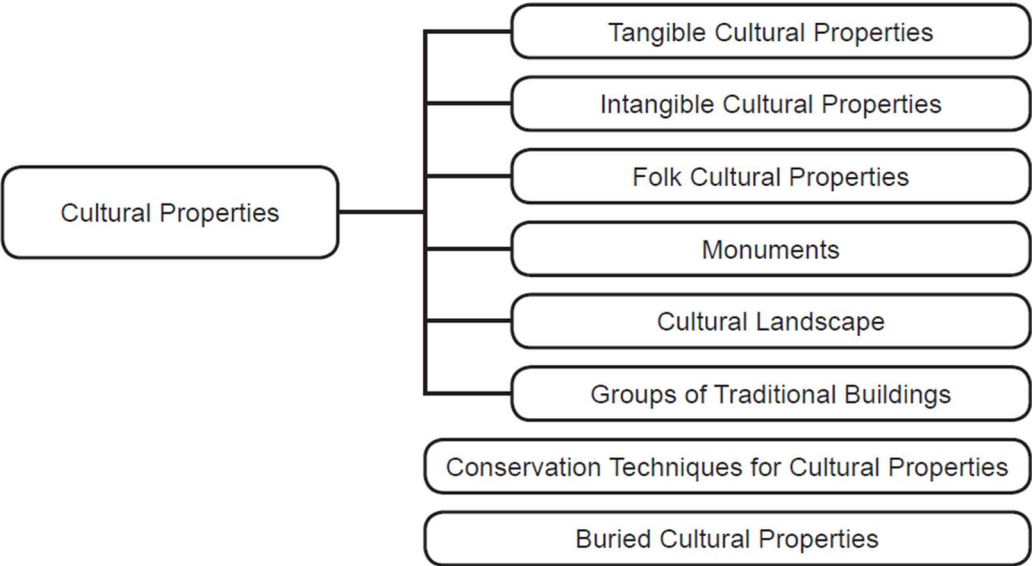 Tangible Cultural Properties
Intangible Cultural Properties
Folk Cultural Properties
Cultural Properties
Monuments
Cultural Landscape
Groups of Traditional Buildings
Conservation Techniques for Cultural Properties
Buried Cultural Properties